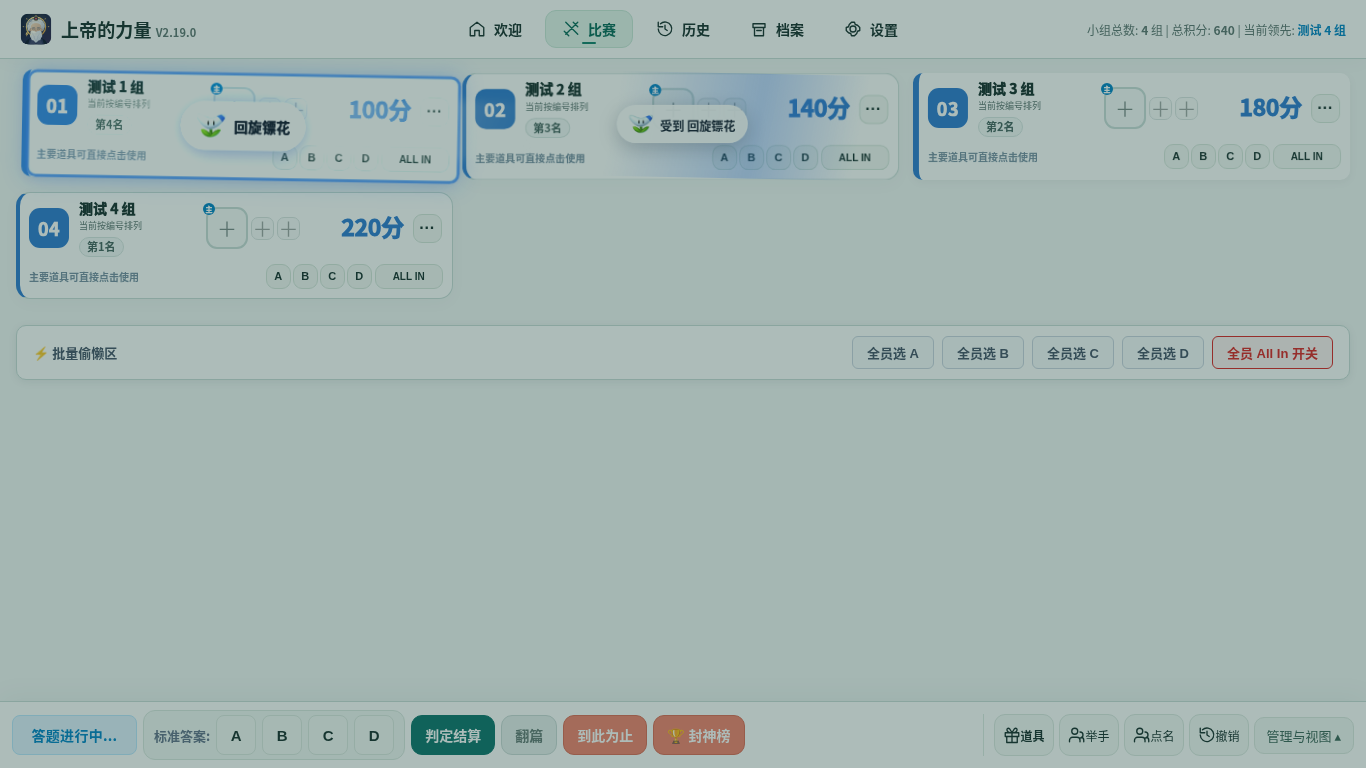 上帝的力量 V2.19.0
欢迎
比赛
历史
档案
设置
小组总数: 4 组 | 总积分: 640 | 当前领先: 测试 4 组
01
测试 1 组
当前按编号排列
第4名
回旋镖花
100分
...
主要道具可直接点击使用
A
B
C
D
ALL IN
02
测试 2 组
当前按编号排列
第3名
主
受到 回旋镖花
140分
...
主要道具可直接点击使用
A
B
C
D
ALL IN
03
测试 3 组
当前按编号排列
第2名
主
180分
...
主要道具可直接点击使用
A
B
C
D
ALL IN
04
测试 4 组
当前按编号排列
第1名
主
220分
...
主要道具可直接点击使用
A
B
C
D
ALL IN
⚡ 批量偷懒区
全员选 A
全员选 B
全员选 C
全员选 D
全员 All In 开关
答题进行中...
标准答案:
A
B
C
D
判定结算
翻篇
到此为止
🏆 封神榜
道具
举手
点名
撤销
管理与视图 ▴